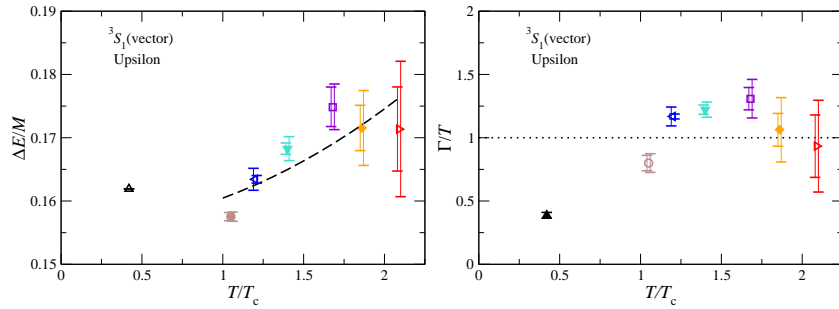 ³S₁(vector)
Upsilon
ΔE/M
0.18
0.19
0.17
0.16
0.15
0
0.5
1
1.5
2
T/Tc
³S₁(vector)
Upsilon
Γ/T
2
1.5
1
0.5
0
0
0.5
1
1.5
2
T/Tc